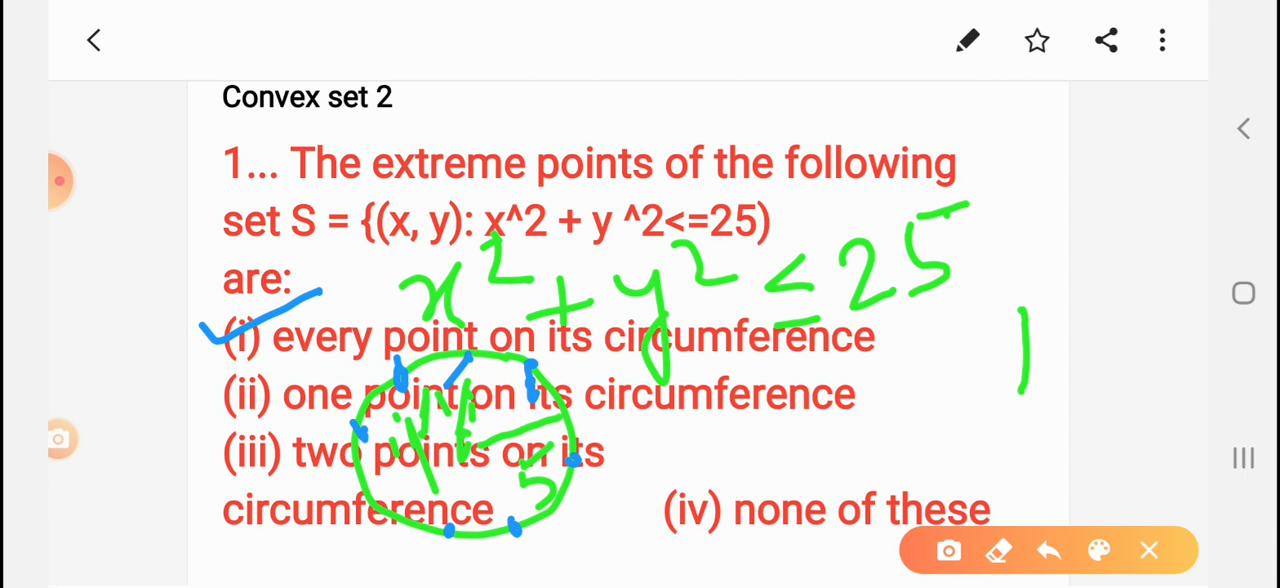 Convex set 2
1... The extreme points of the following
set S = {(x, y): x^2 + y ^2<=25)
are:
x² + y² ≤ 25
(i) every point on its circumference
(ii) one point on its circumference
(iii) two points on its
5
circumference (iv) none of these